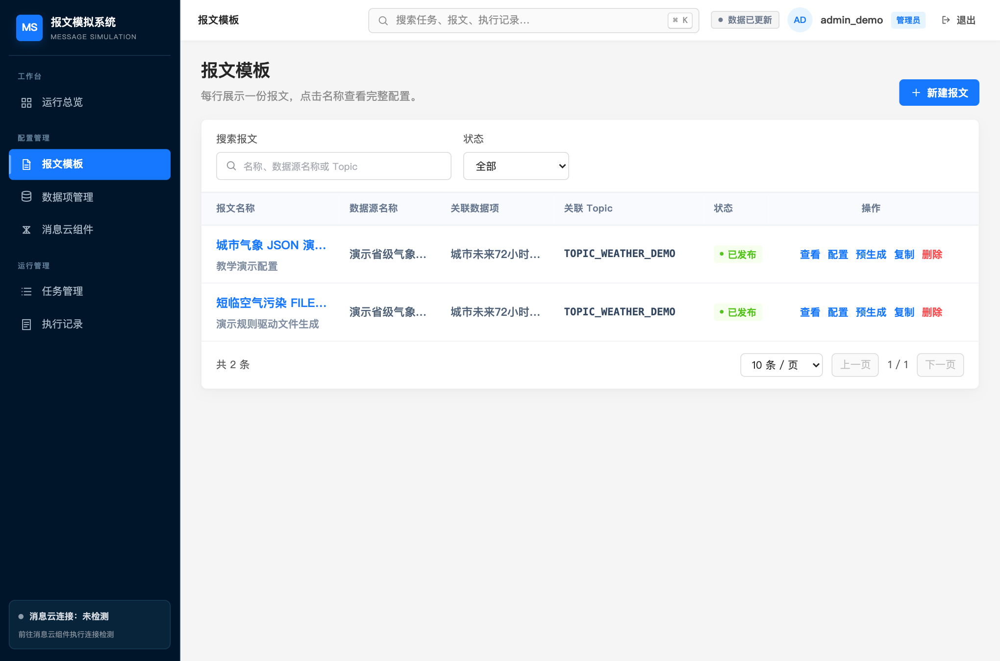 MS
报文模拟系统
MESSAGE SIMULATION
工作台
运行总览
配置管理
报文模板
数据项管理
消息云组件
运行管理
任务管理
执行记录
消息云连接：未检测
前往消息云组件执行连接检测
报文模板
搜索任务、报文、执行记录...
⌘ K
数据已更新
AD
admin_demo
管理员
退出
报文模板
每行展示一份报文，点击名称查看完整配置。
新建报文
搜索报文
状态
名称、数据源名称或 Topic
全部
报文名称 数据源名称 关联数据项 关联 Topic 状态 操作
城市气象 JSON 演...
教学演示配置
演示省级气象... 城市未来72小时... TOPIC_WEATHER_DEMO 已发布 查看 配置 预生成 复制 删除
短临空气污染 FILE...
演示规则驱动文件生成
演示省级气象... 城市未来72小时... TOPIC_WEATHER_DEMO 已发布 查看 配置 预生成 复制 删除
共 2 条
10 条 / 页
上一页
1 / 1
下一页